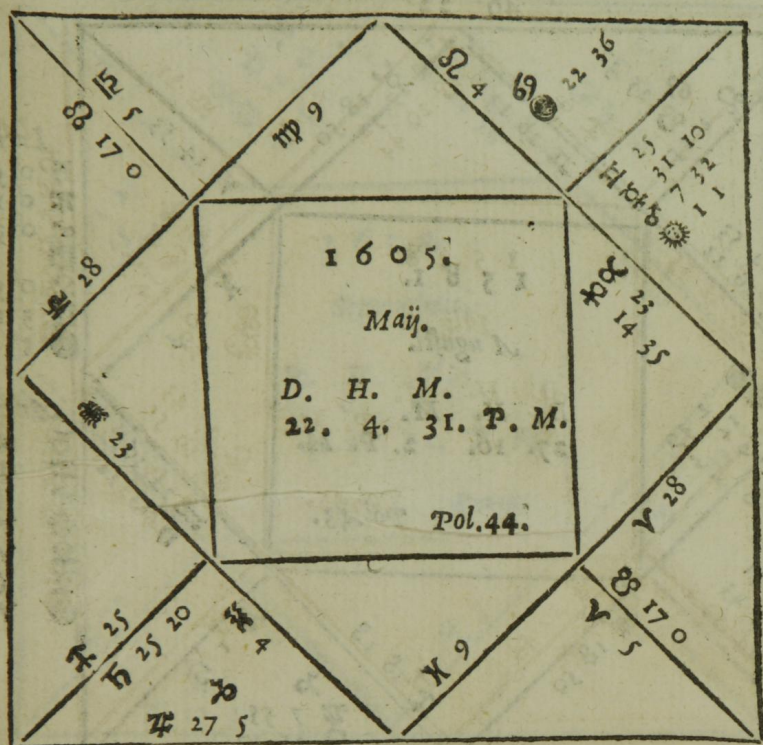 ♌ 4
♋ ☽ 22 36
♎ 5
☊ 17 0
♍ 9
♊ 25
31 10
7 32
☉ 1 1
♎ 28
1605.
Maij.
D. H. M.
22. 4. 31. P. M.
Pol. 44.
♉ 23
14 35
♏ 23
♈ 28
♐ 25
♄ 25 20
♒ 4
♑
♃ 27 5
♓ 9
☋ 17 0
♈ 5